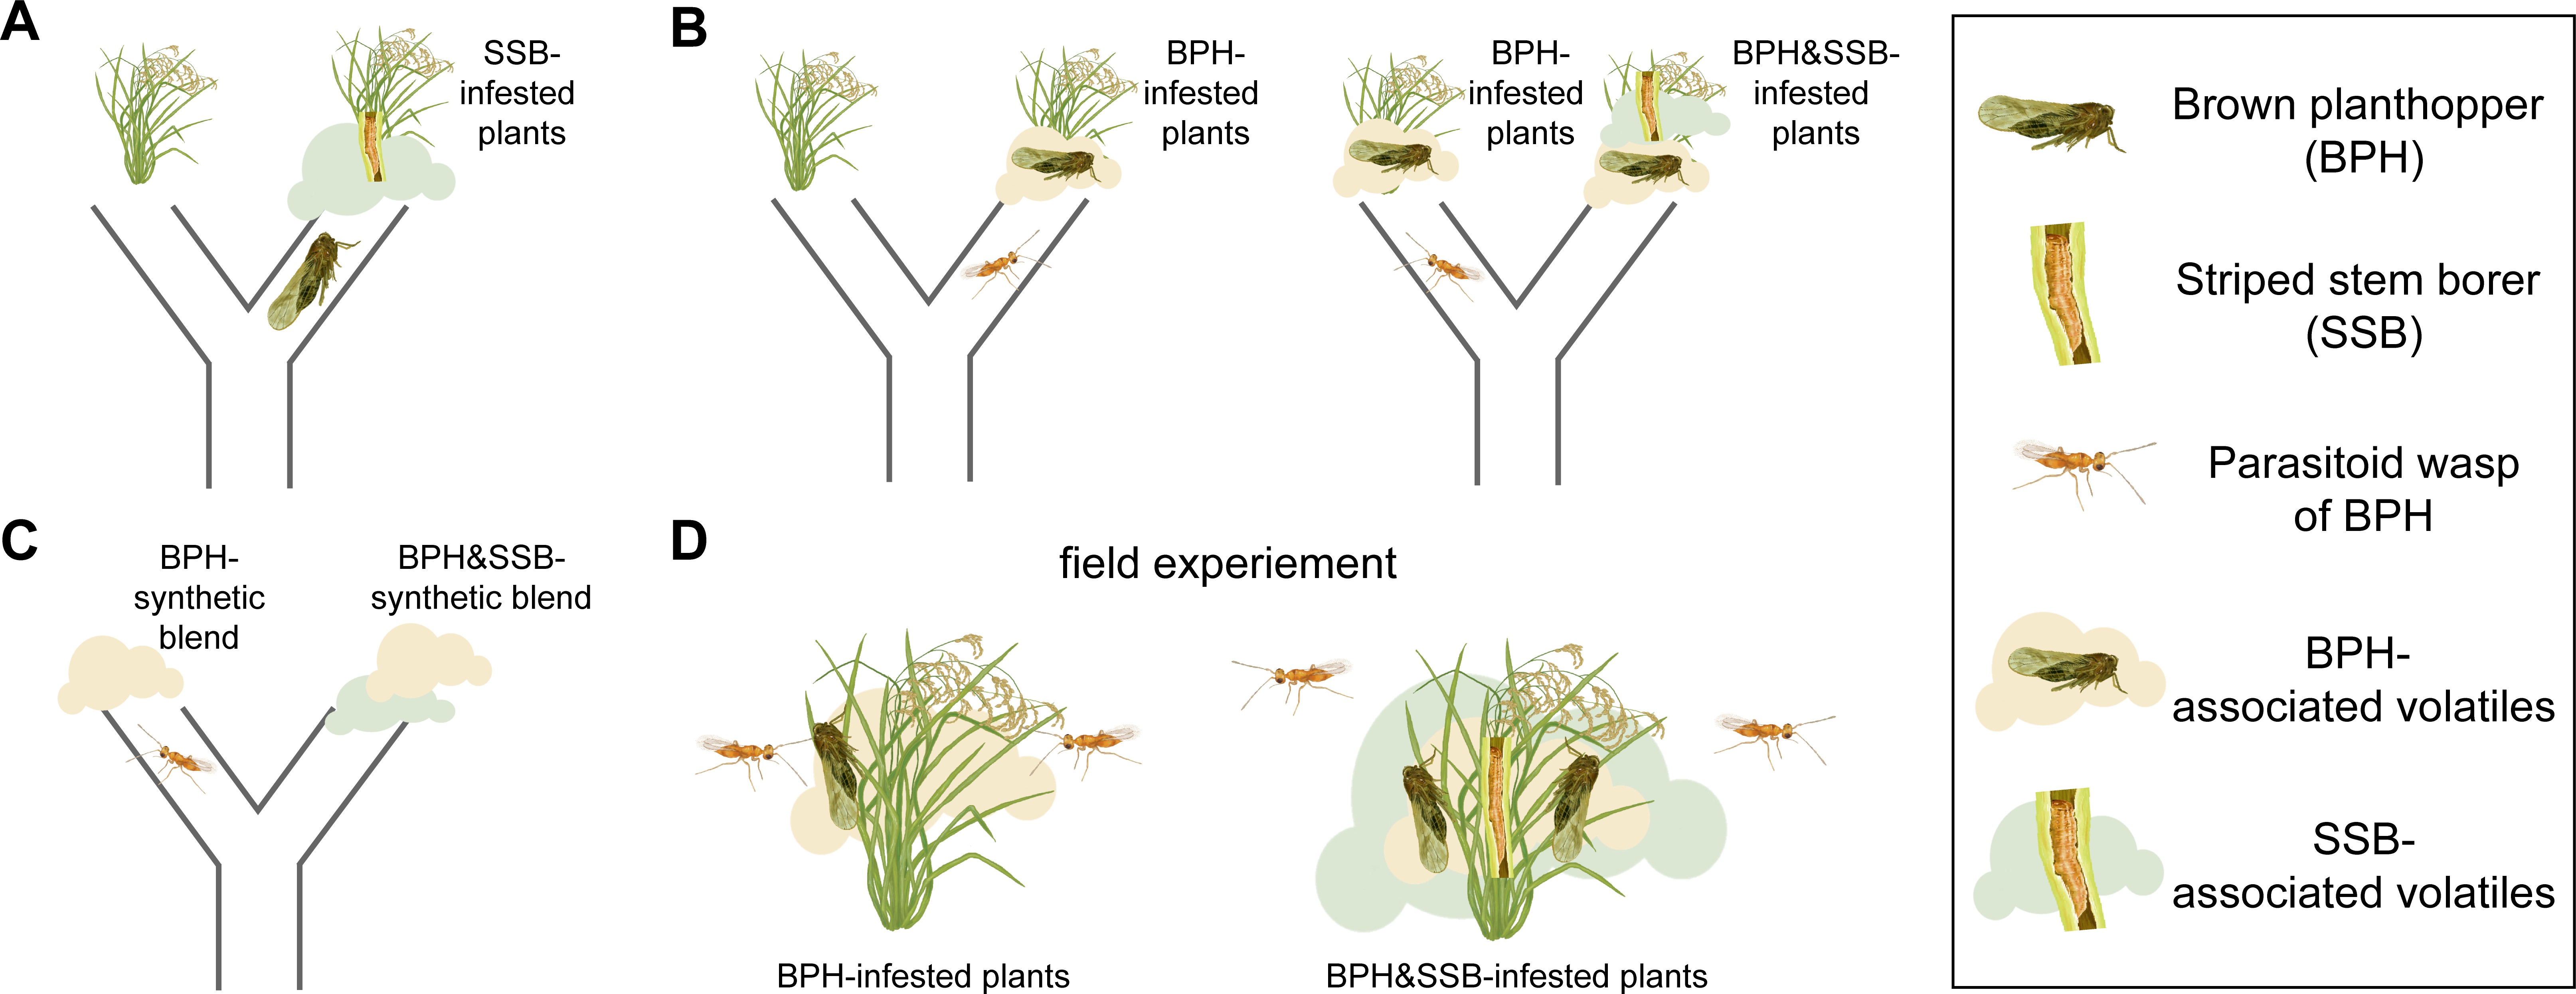 A
SSB-
infested
plants
B
BPH-
infested
plants
BPH-
infested
plants
BPH&SSB-
infested
plants
C
BPH-
synthetic
blend
BPH&SSB-
synthetic blend
D
field experiement
BPH-infested plants
BPH&SSB-infested plants
Brown planthopper
(BPH)
Striped stem borer
(SSB)
Parasitoid wasp
of BPH
BPH-
associated volatiles
SSB-
associated volatiles